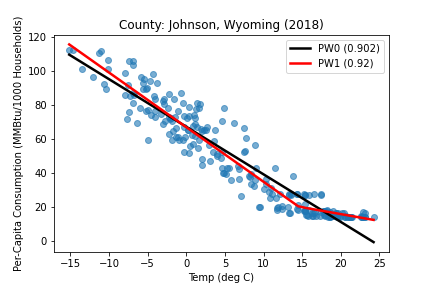 County: Johnson, Wyoming (2018)
Per-Capita Consumption (MMBtu/1000 Households)
120
100
80
60
40
20
0
PW0 (0.902)
PW1 (0.92)
−15 −10 −5 0 5 10 15 20 25
Temp (deg C)